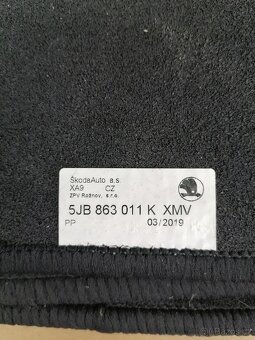 ŠkodaAuto a.s.
XA9 CZ
ZPV Rožnov, s.r.o.
5JB 863 011 K XMV
PP 03/2019